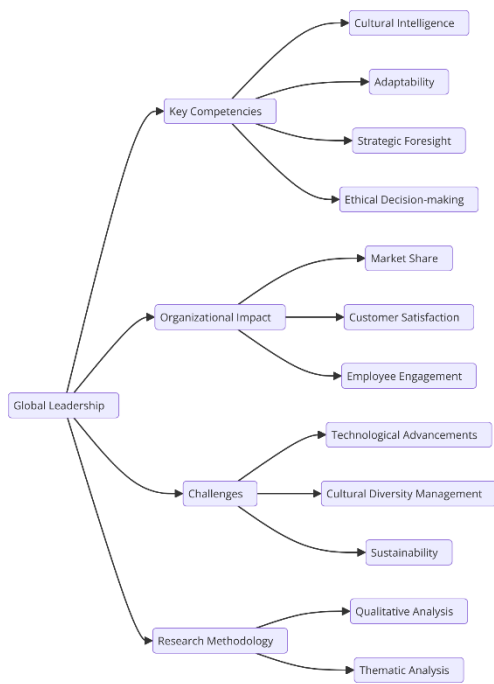 Global Leadership
Key Competencies
Cultural Intelligence
Adaptability
Strategic Foresight
Ethical Decision-making
Organizational Impact
Market Share
Customer Satisfaction
Employee Engagement
Challenges
Technological Advancements
Cultural Diversity Management
Sustainability
Research Methodology
Qualitative Analysis
Thematic Analysis